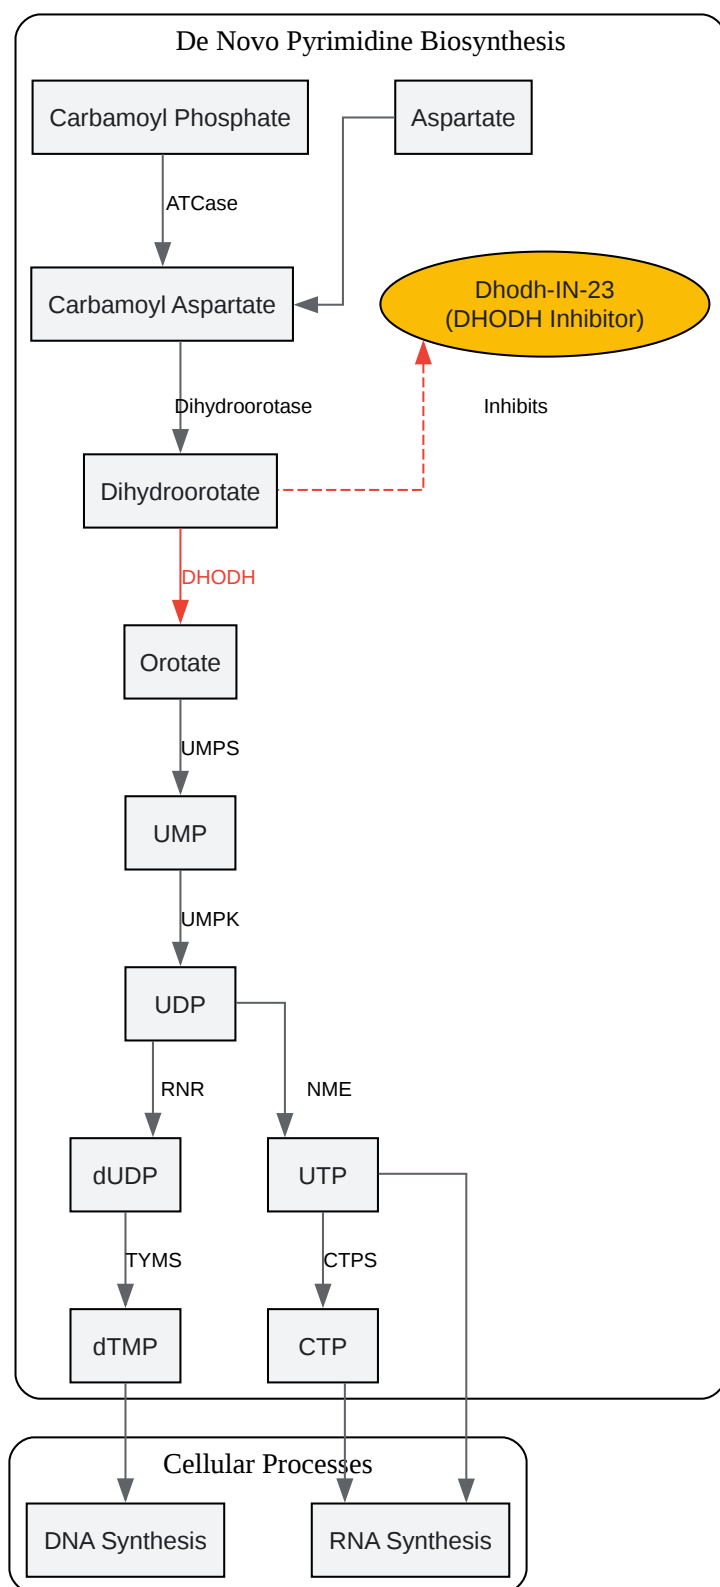 De Novo Pyrimidine Biosynthesis
Carbamoyl Phosphate
Aspartate
ATCase
Carbamoyl Aspartate
Dhodh-IN-23
(DHODH Inhibitor)
Dihydroorotase
Inhibits
Dihydroorotate
DHODH
Orotate
UMPS
UMP
UMPK
UDP
RNR
NME
dUDP
UTP
TYMS
CTPS
dTMP
CTP
Cellular Processes
DNA Synthesis
RNA Synthesis